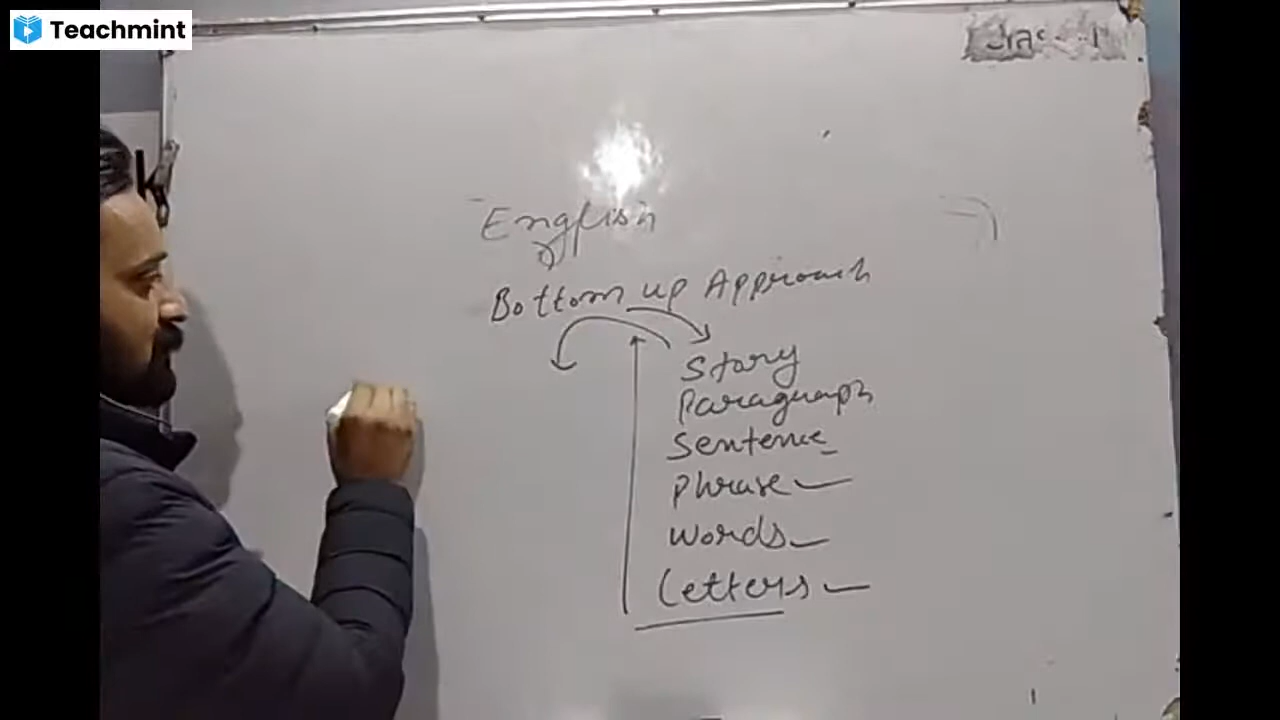 Teachmint
English
Bottom up Approach
Story
Paragraph
Sentence
Phrase
Words
Letters